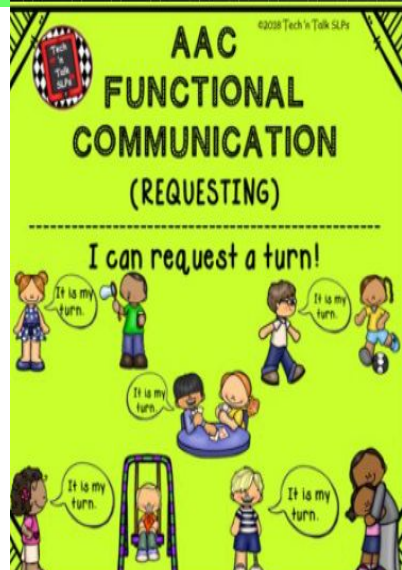 ©2018 Tech 'n Talk SLPs
Tech
'n
Talk
SLPs
AAC
FUNCTIONAL
COMMUNICATION
(REQUESTING)
I can request a turn!
It is my
turn.
It is my
turn.
It is my
turn.
It is my
turn.
It is my
turn.